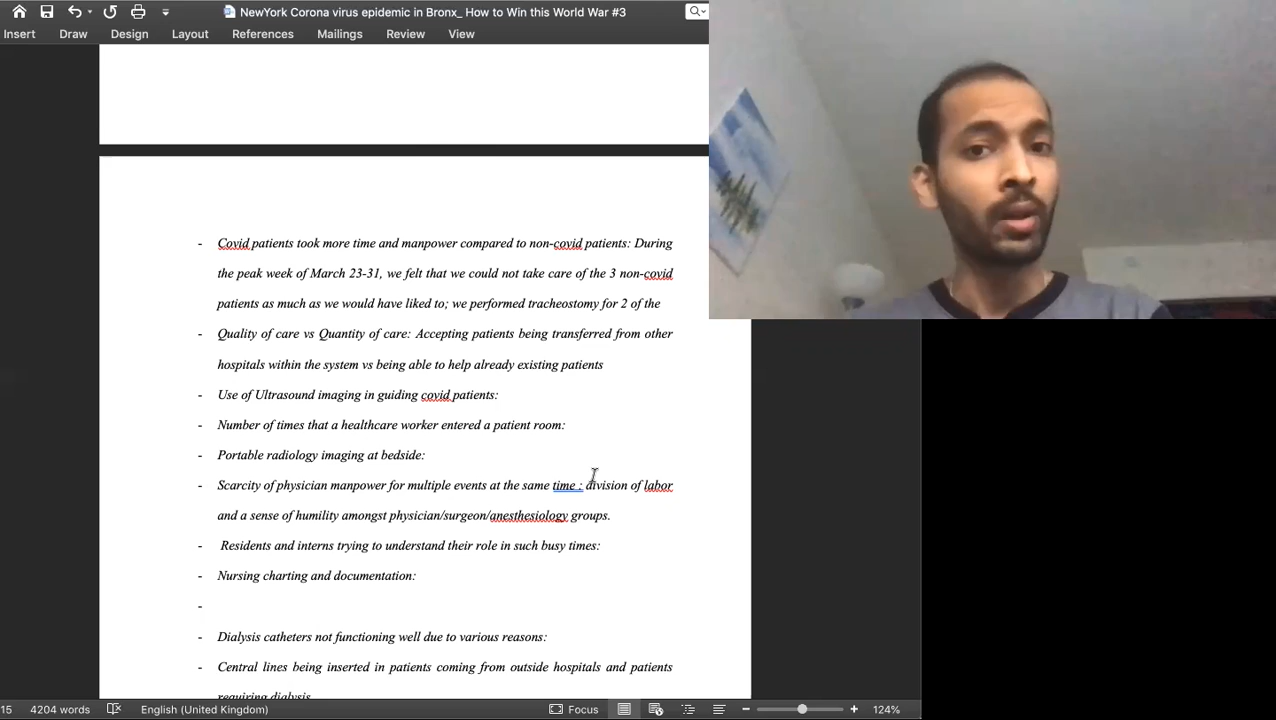 NewYork Corona virus epidemic in Bronx_ How to Win this World War #3
Insert Draw Design Layout References Mailings Review View
- Covid patients took more time and manpower compared to non-covid patients: During
the peak week of March 23-31, we felt that we could not take care of the 3 non-covid
patients as much as we would have liked to; we performed tracheostomy for 2 of the
- Quality of care vs Quantity of care: Accepting patients being transferred from other
hospitals within the system vs being able to help already existing patients
- Use of Ultrasound imaging in guiding covid patients:
- Number of times that a healthcare worker entered a patient room:
- Portable radiology imaging at bedside:
- Scarcity of physician manpower for multiple events at the same time : division of labor
and a sense of humility amongst physician/surgeon/anesthesiology groups.
- Residents and interns trying to understand their role in such busy times:
- Nursing charting and documentation:
-
- Dialysis catheters not functioning well due to various reasons:
- Central lines being inserted in patients coming from outside hospitals and patients
requiring dialysis
15 4204 words English (United Kingdom) Focus 124%